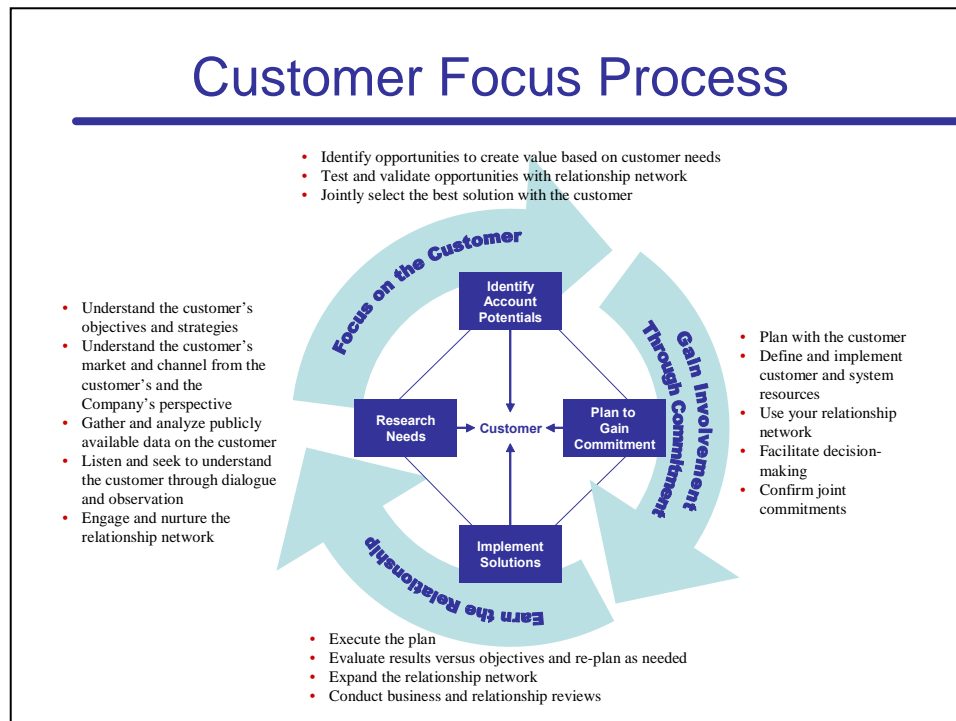 Customer Focus Process
• Identify opportunities to create value based on customer needs
• Test and validate opportunities with relationship network
• Jointly select the best solution with the customer
Focus on the Customer
Identify
Account
Potentials
• Understand the customer's
objectives and strategies
• Understand the customer's
market and channel from the
customer's and the
Company's perspective
• Gather and analyze publicly
available data on the customer
• Listen and seek to understand
the customer through dialogue
and observation
• Engage and nurture the
relationship network
Research
Needs
Customer
Plan to
Gain
Commitment
Gain Involvement
Through Commitment
• Plan with the customer
• Define and implement
customer and system
resources
• Use your relationship
network
• Facilitate decision-
making
• Confirm joint
commitments
Implement
Solutions
Earn the Relationship
• Execute the plan
• Evaluate results versus objectives and re-plan as needed
• Expand the relationship network
• Conduct business and relationship reviews